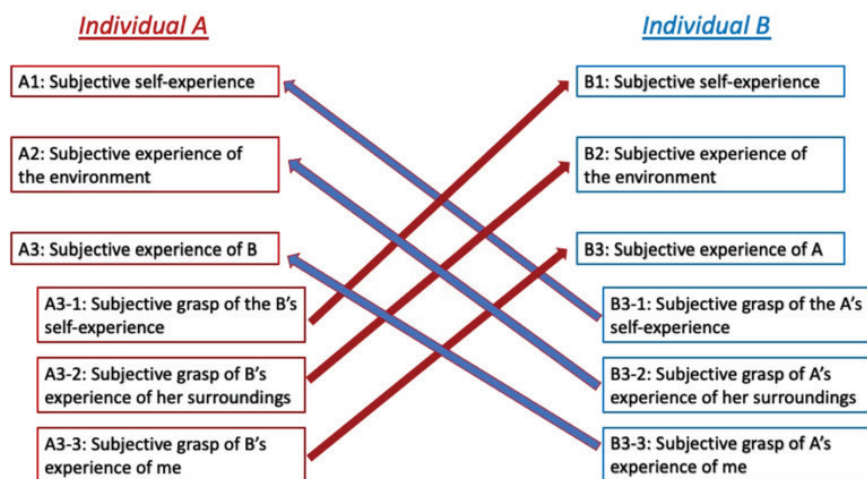 Individual A
A1: Subjective self-experience
A2: Subjective experience of
the environment
A3: Subjective experience of B
A3-1: Subjective grasp of the B's
self-experience
A3-2: Subjective grasp of B's
experience of her surroundings
A3-3: Subjective grasp of B's
experience of me
Individual B
B1: Subjective self-experience
B2: Subjective experience of
the environment
B3: Subjective experience of A
B3-1: Subjective grasp of the A's
self-experience
B3-2: Subjective grasp of A's
experience of her surroundings
B3-3: Subjective grasp of A's
experience of me